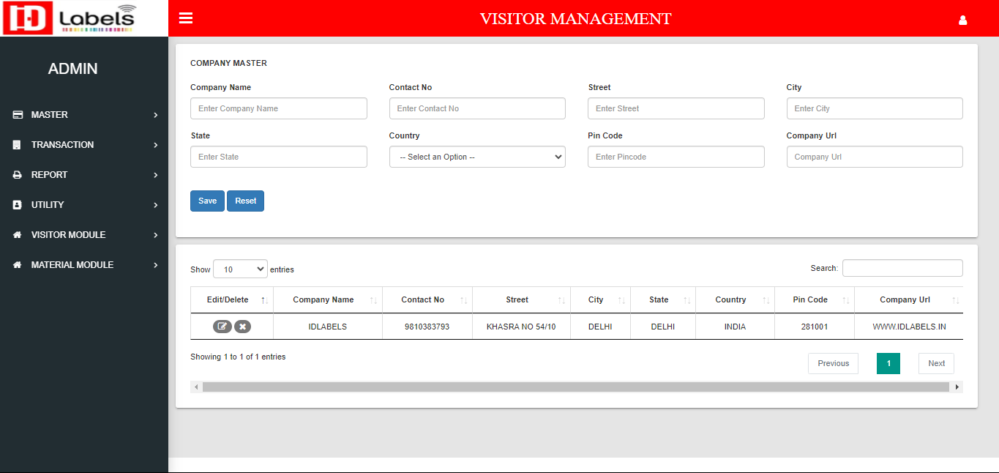 ID Labels
VISITOR MANAGEMENT
ADMIN
MASTER
TRANSACTION
REPORT
UTILITY
VISITOR MODULE
MATERIAL MODULE
COMPANY MASTER
Company Name Contact No Street City
Enter Company Name Enter Contact No Enter Street Enter City
State Country Pin Code Company Url
Enter State -- Select an Option -- Enter Pincode Company Url
Save Reset
Show 10 entries Search:
Edit/Delete Company Name Contact No Street City State Country Pin Code Company Url
IDLABELS 9810383793 KHASRA NO 54/10 DELHI DELHI INDIA 281001 WWW.IDLABELS.IN
Showing 1 to 1 of 1 entries
Previous 1 Next